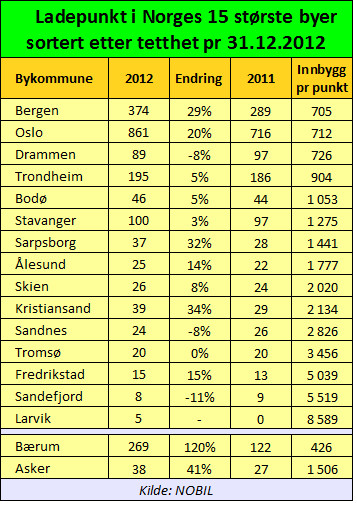 Ladepunkt i Norges 15 største byer
sortert etter tetthet pr 31.12.2012
Bykommune 2012 Endring 2011 Innbygg pr punkt
Bergen 374 29% 289 705
Oslo 861 20% 716 712
Drammen 89 -8% 97 726
Trondheim 195 5% 186 904
Bodø 46 5% 44 1 053
Stavanger 100 3% 97 1 275
Sarpsborg 37 32% 28 1 441
Ålesund 25 14% 22 1 777
Skien 26 8% 24 2 020
Kristiansand 39 34% 29 2 134
Sandnes 24 -8% 26 2 826
Tromsø 20 0% 20 3 456
Fredrikstad 15 15% 13 5 039
Sandefjord 8 -11% 9 5 519
Larvik 5 - 0 8 589
Bærum 269 120% 122 426
Asker 38 41% 27 1 506
Kilde: NOBIL